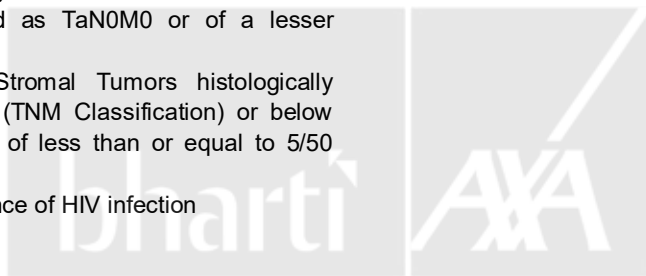 as TaN0M0 or of a lesser
Stromal Tumors histologically
(TNM Classification) or below
of less than or equal to 5/50
of HIV infection
bharti AXA